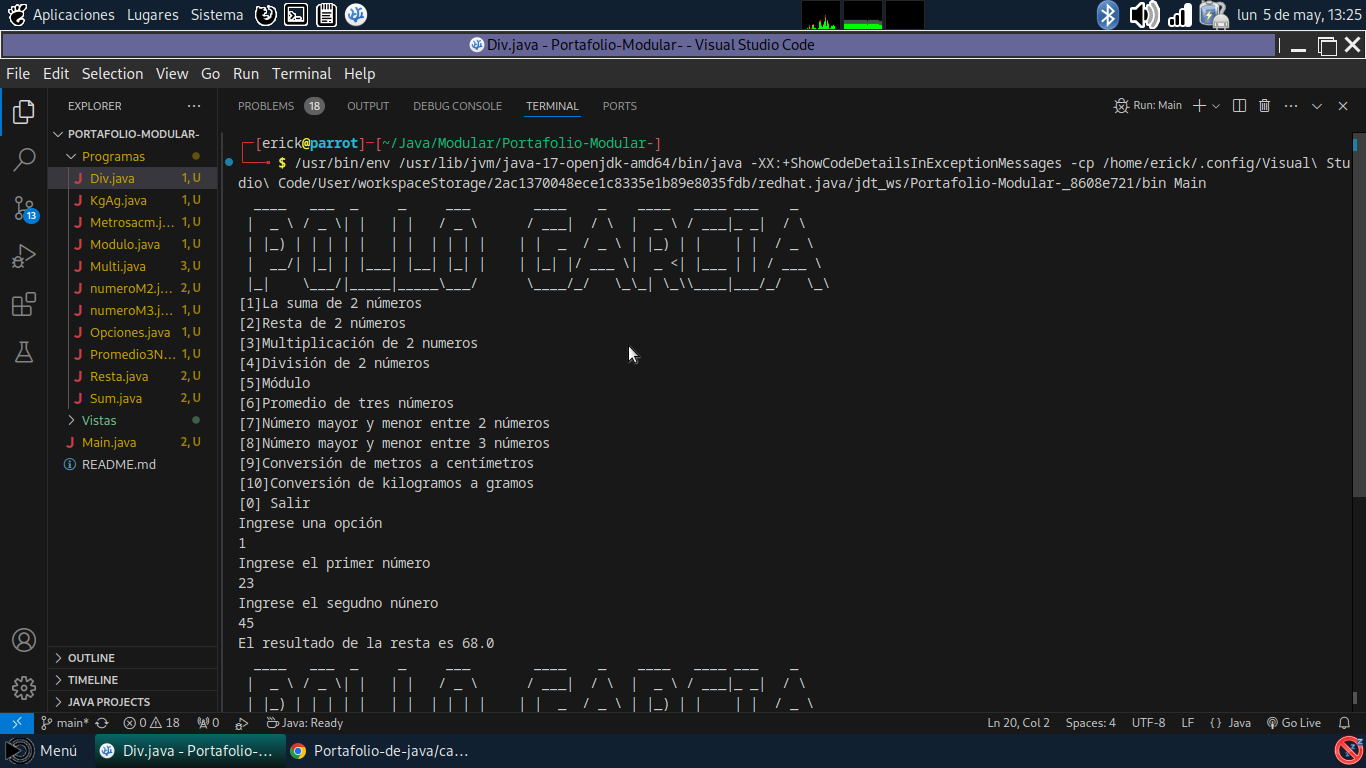 Aplicaciones Lugares Sistema lun 5 de may, 13:25
Div.java - Portafolio-Modular- - Visual Studio Code
File Edit Selection View Go Run Terminal Help
EXPLORER ··· PROBLEMS 18 OUTPUT DEBUG CONSOLE TERMINAL PORTS Run: Main
PORTAFOLIO-MODULAR-
Programas
Div.java 1, U
KgAg.java 1, U
Metrosacm.j... 1, U
Modulo.java 1, U
Multi.java 3, U
numeroM2.j... 2, U
numeroM3.j... 1, U
Opciones.java 1, U
Promedio3N... 1, U
Resta.java 2, U
Sum.java 2, U
Vistas
Main.java 2, U
README.md
13
OUTLINE
TIMELINE
JAVA PROJECTS
┌─[erick@parrot]─[~/Java/Modular/Portafolio-Modular-]
└──╼ $ /usr/bin/env /usr/lib/jvm/java-17-openjdk-amd64/bin/java -XX:+ShowCodeDetailsInExceptionMessages -cp /home/erick/.config/Visual\ Stu
dio\ Code/User/workspaceStorage/2ac1370048ece1c8335e1b89e8035fdb/redhat.java/jdt_ws/Portafolio-Modular-_8608e721/bin Main
POLLO GARCIA
[1]La suma de 2 números
[2]Resta de 2 números
[3]Multiplicación de 2 numeros
[4]División de 2 números
[5]Módulo
[6]Promedio de tres números
[7]Número mayor y menor entre 2 números
[8]Número mayor y menor entre 3 números
[9]Conversión de metros a centímetros
[10]Conversión de kilogramos a gramos
[0] Salir
Ingrese una opción
1
Ingrese el primer número
23
Ingrese el segudno núnero
45
El resultado de la resta es 68.0
main* 0 18 0 Java: Ready Ln 20, Col 2 Spaces: 4 UTF-8 LF {} Java Go Live
Menú Div.java - Portafolio-... Portafolio-de-java/ca...